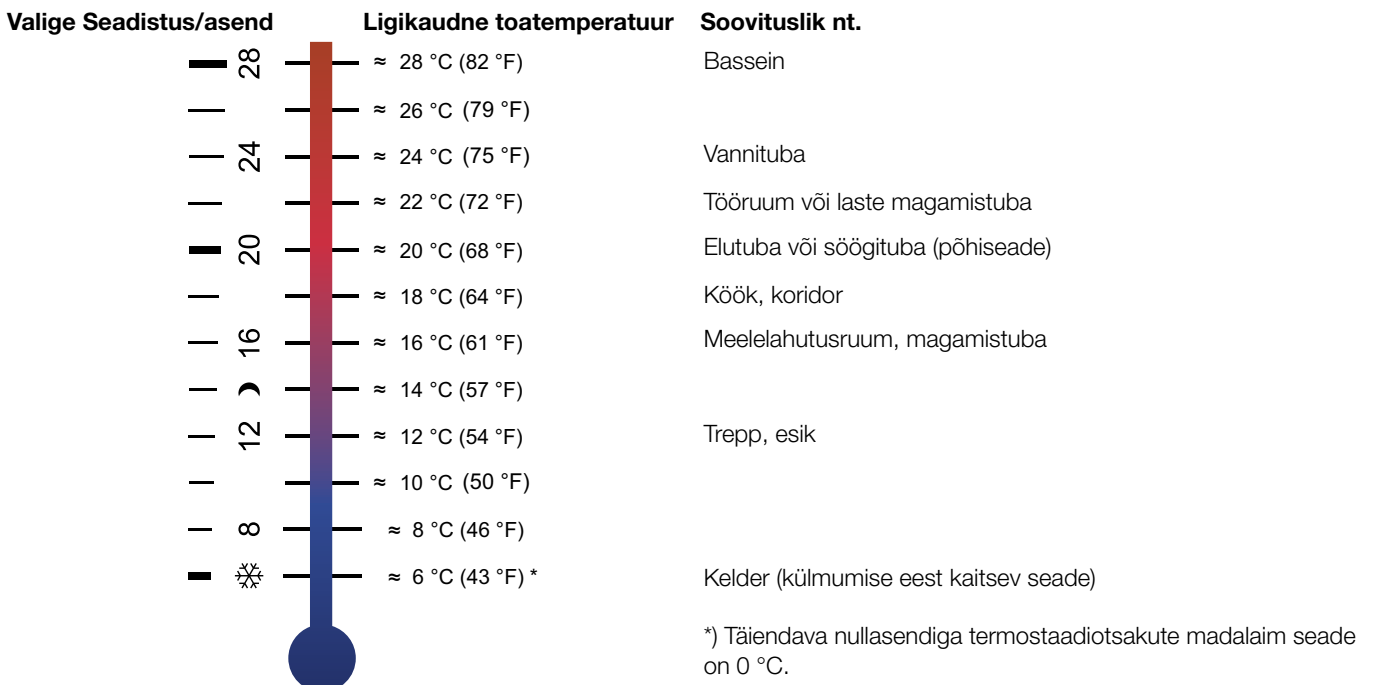 Valige Seadistus/asend Ligikaudne toatemperatuur Soovituslik nt.
28 ≈ 28 °C (82 °F) Bassein
≈ 26 °C (79 °F)
24 ≈ 24 °C (75 °F) Vannituba
≈ 22 °C (72 °F) Tööruum või laste magamistuba
20 ≈ 20 °C (68 °F) Elutuba või söögituba (põhiseade)
≈ 18 °C (64 °F) Köök, koridor
16 ≈ 16 °C (61 °F) Meelelahutusruum, magamistuba
≈ 14 °C (57 °F)
12 ≈ 12 °C (54 °F) Trepp, esik
≈ 10 °C (50 °F)
8 ≈ 8 °C (46 °F)
≈ 6 °C (43 °F) * Kelder (külmumise eest kaitsev seade)
*) Täiendava nullasendiga termostaadiotsakute madalaim seade
on 0 °C.